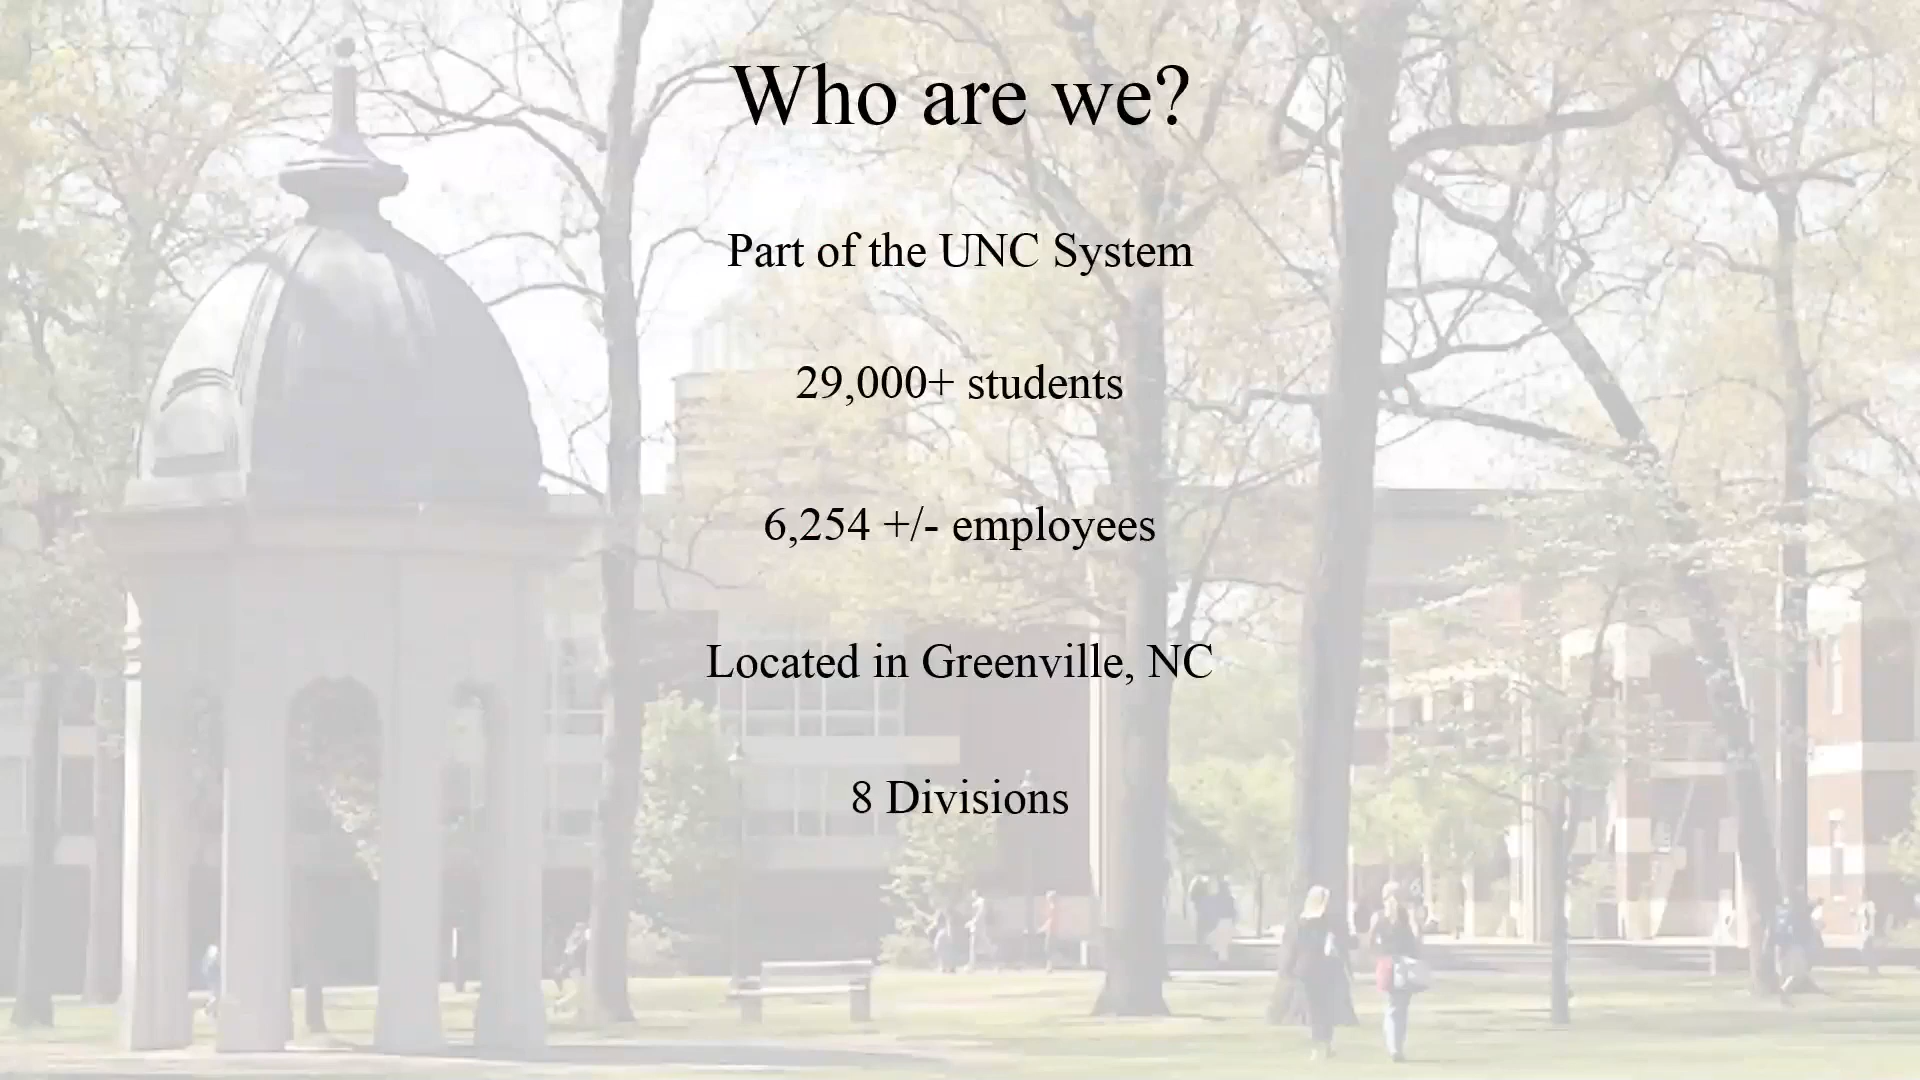 Who are we?
Part of the UNC System
29,000+ students
6,254 +/- employees
Located in Greenville, NC
8 Divisions